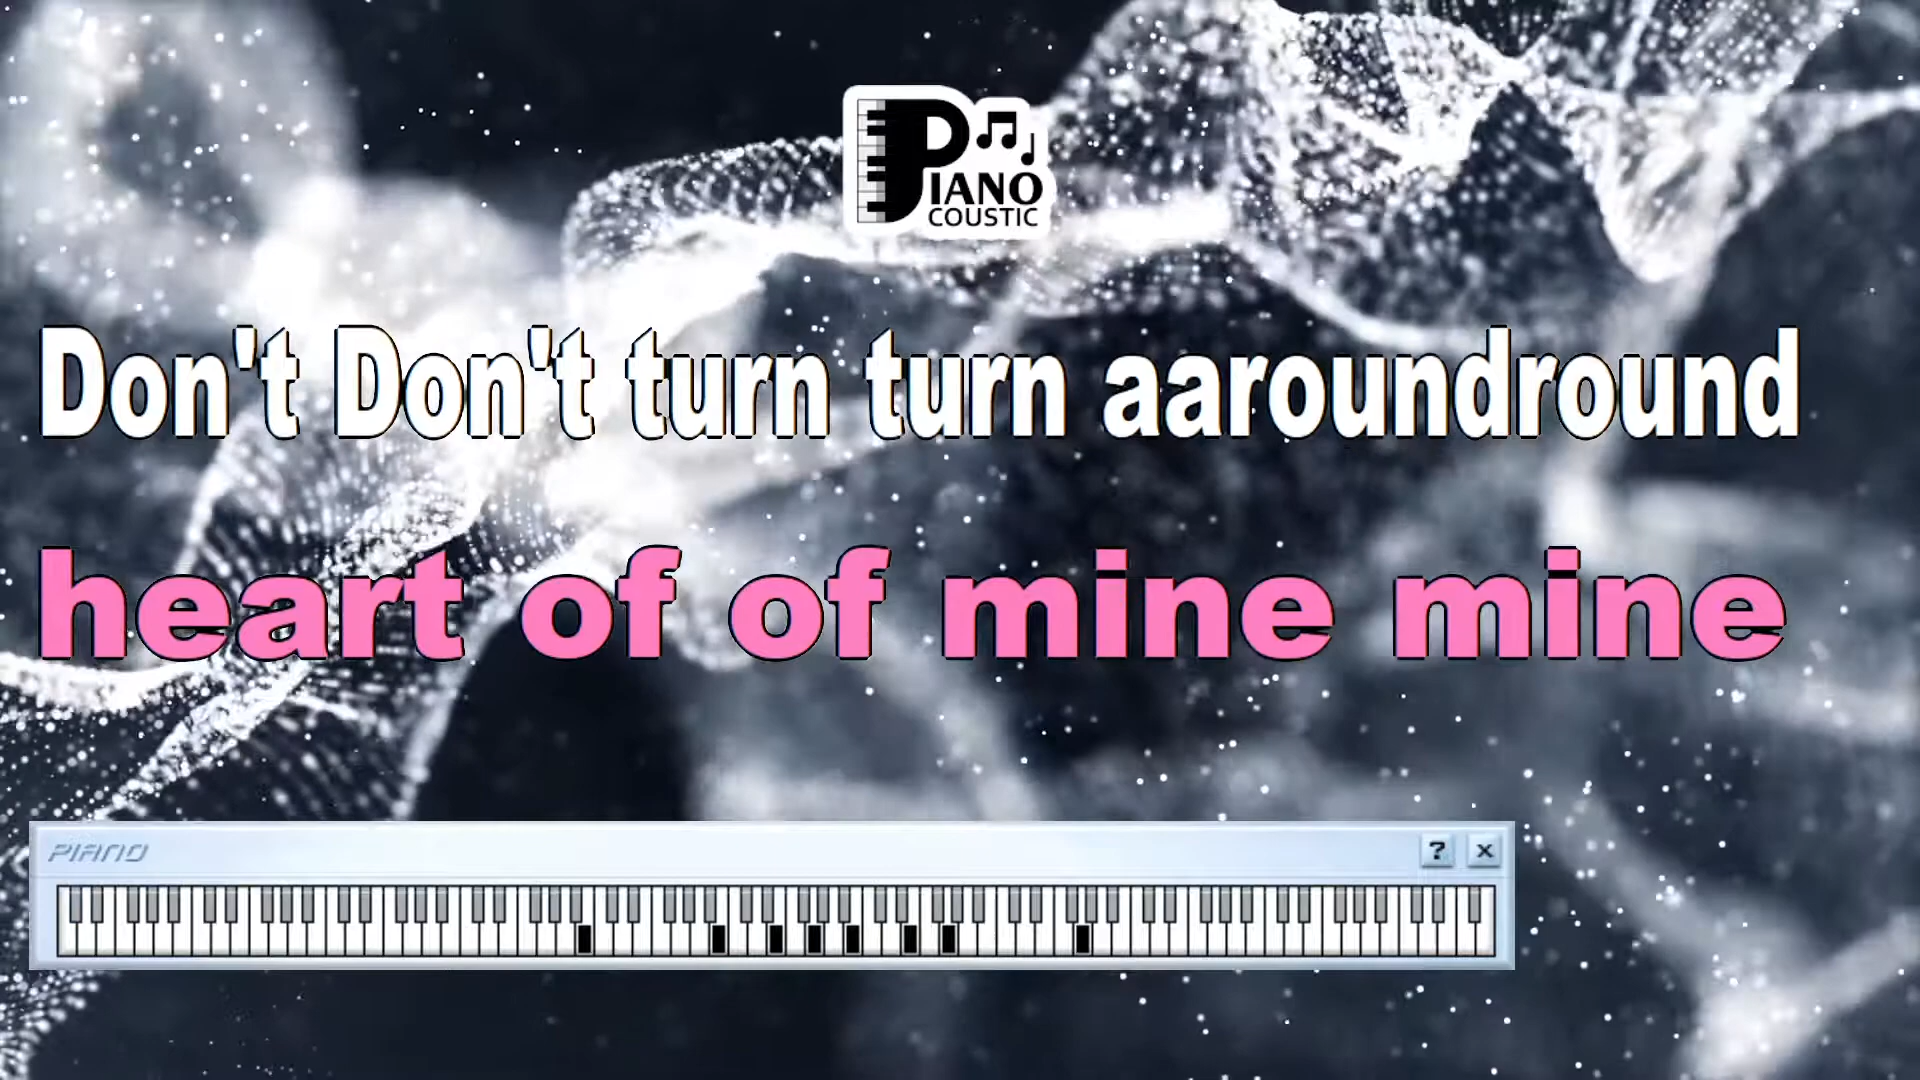 PIANO
COUSTIC
Don't Don't turn turn aaroundround
heart of of mine mine
PIANO
? x